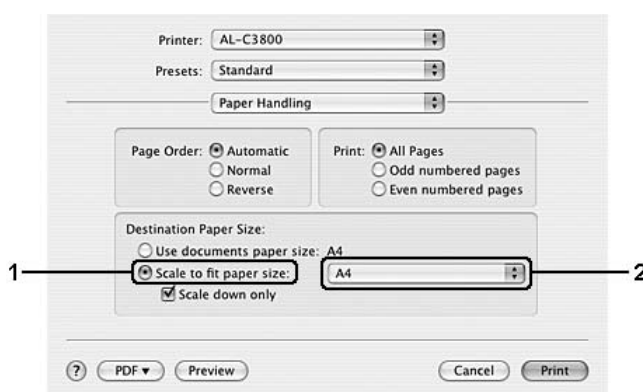 Printer: AL-C3800
Presets: Standard
Paper Handling
Page Order: Automatic Print: All Pages
Normal Odd numbered pages
Reverse Even numbered pages
Destination Paper Size:
Use documents paper size: A4
1 Scale to fit paper size: A4 2
Scale down only
? PDF Preview Cancel Print